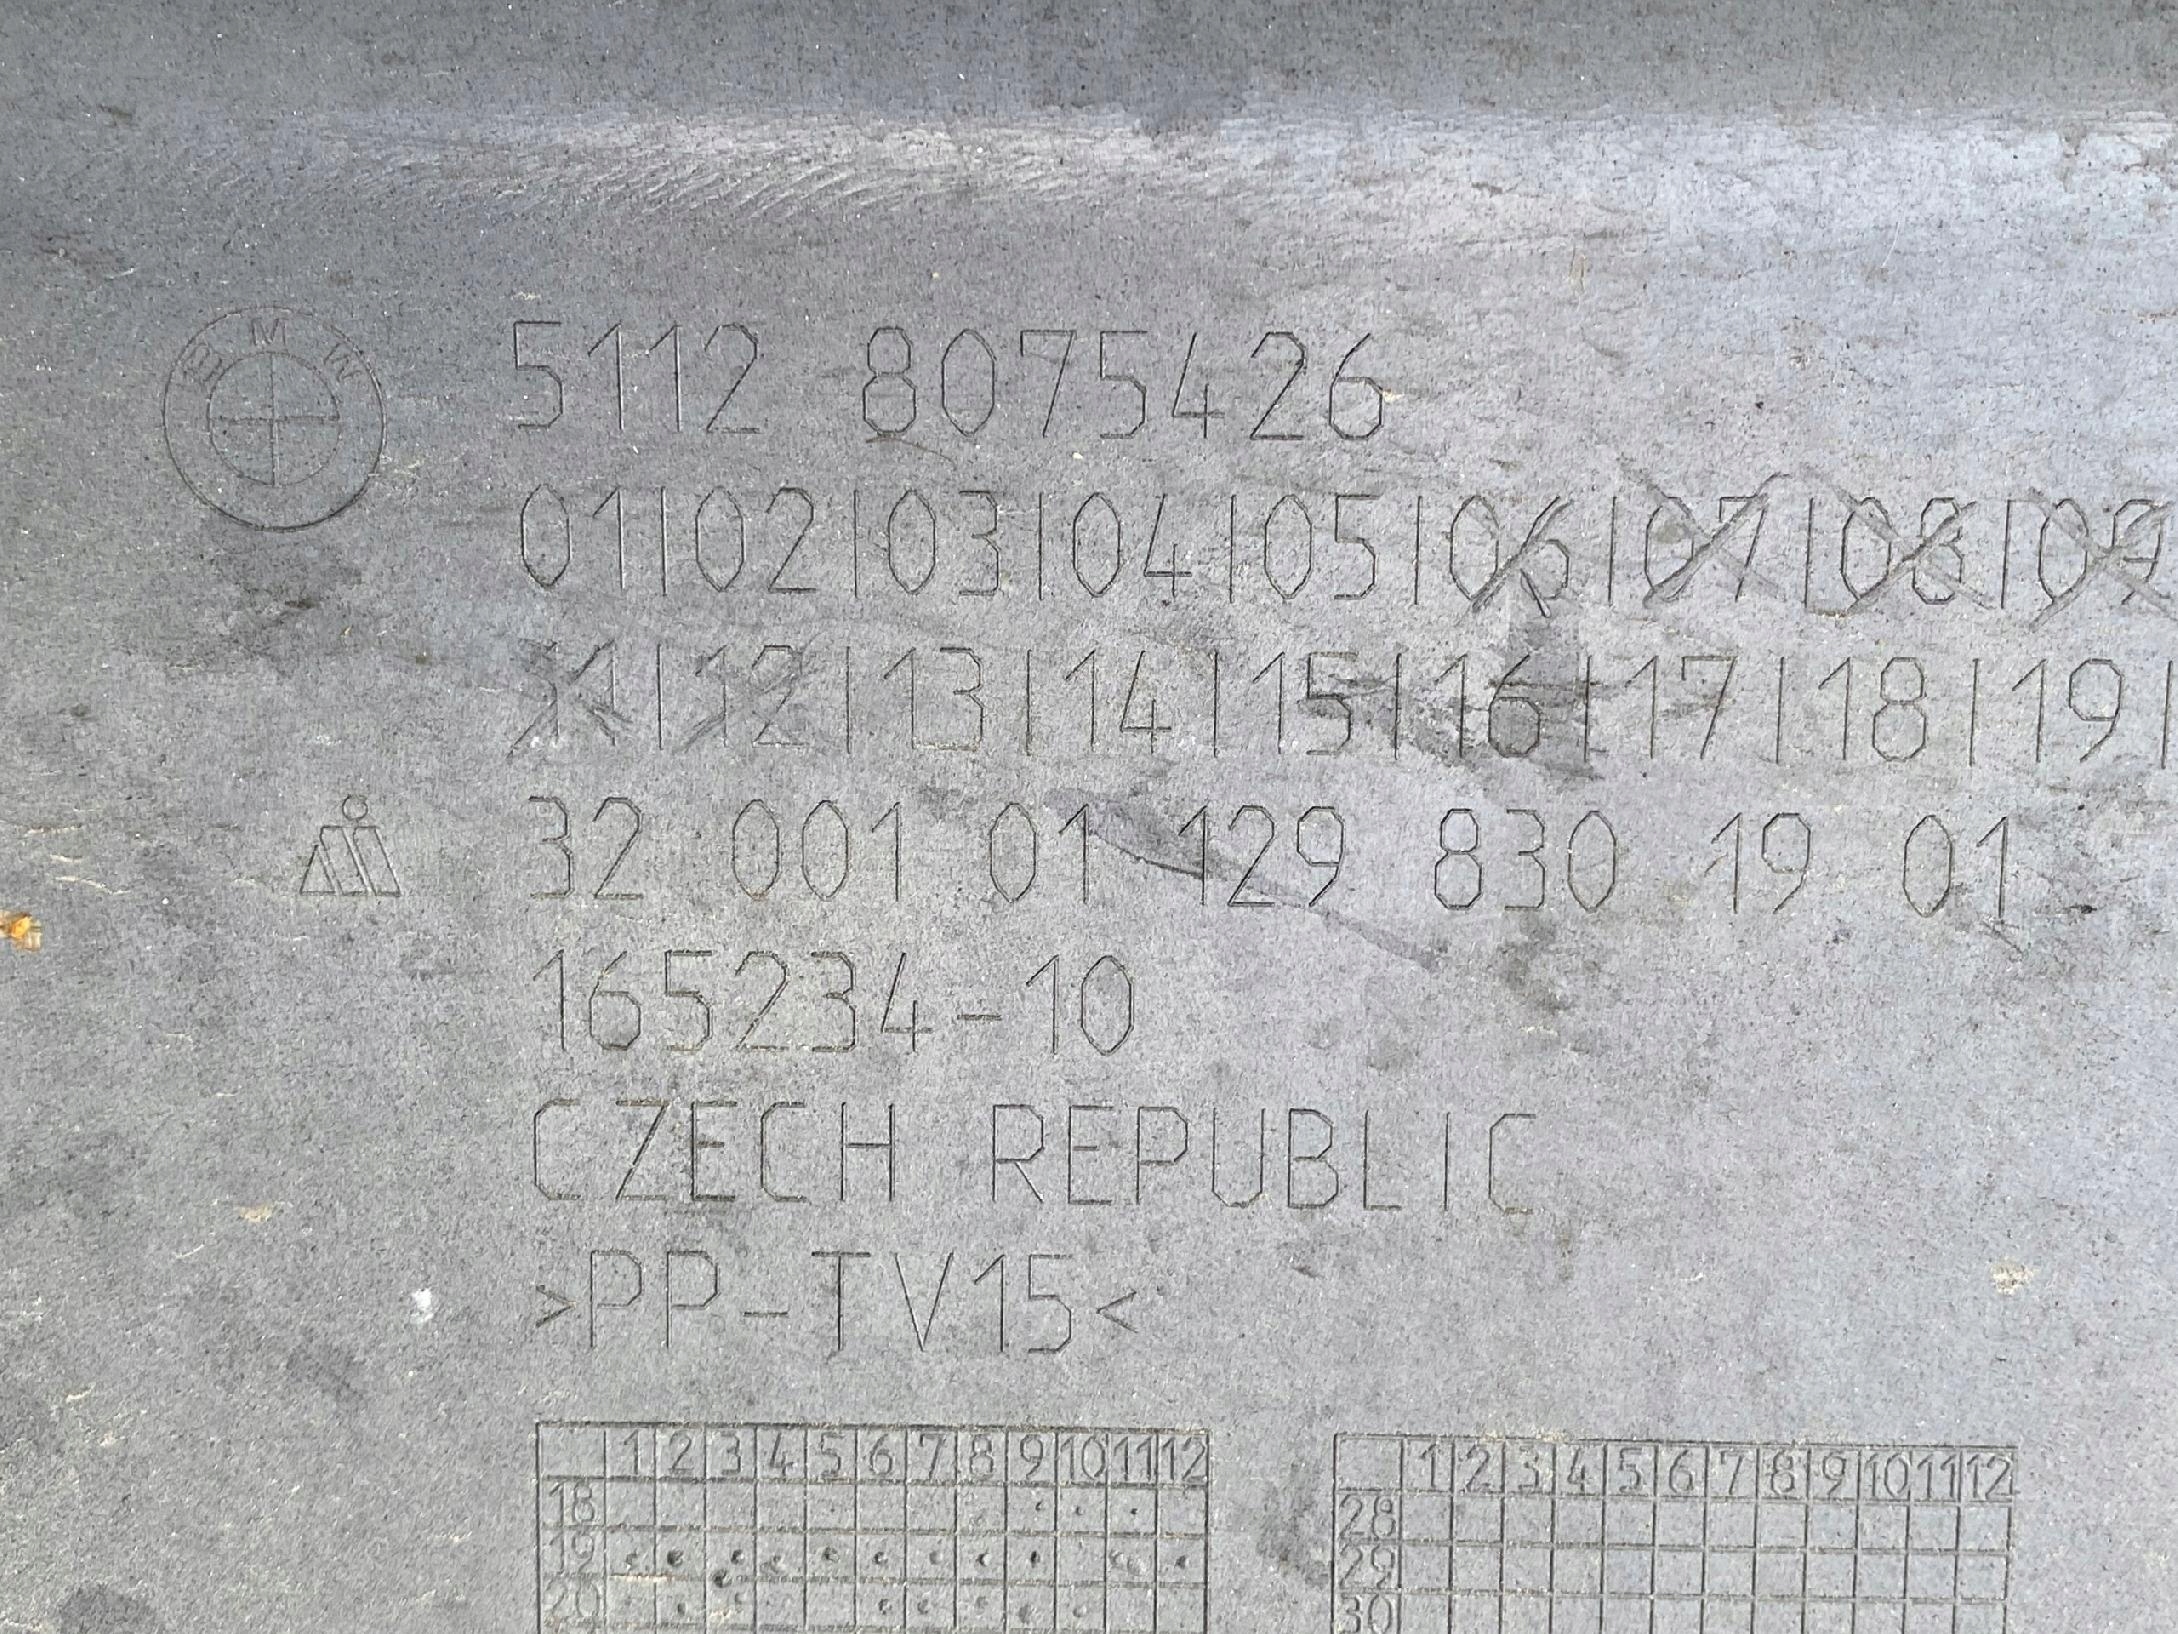 BMW 5112 8075426
01|02|03|04|05|06|07|08|09
11|12|13|14|15|16|17|18|19|
32 001 01 129 830 19 01
165234-10
CZECH REPUBLIC
>PP-TV15<
1 2 3 4 5 6 7 8 9 10 11 12
18
19
20
1 2 3 4 5 6 7 8 9 10 11 12
28
29
30